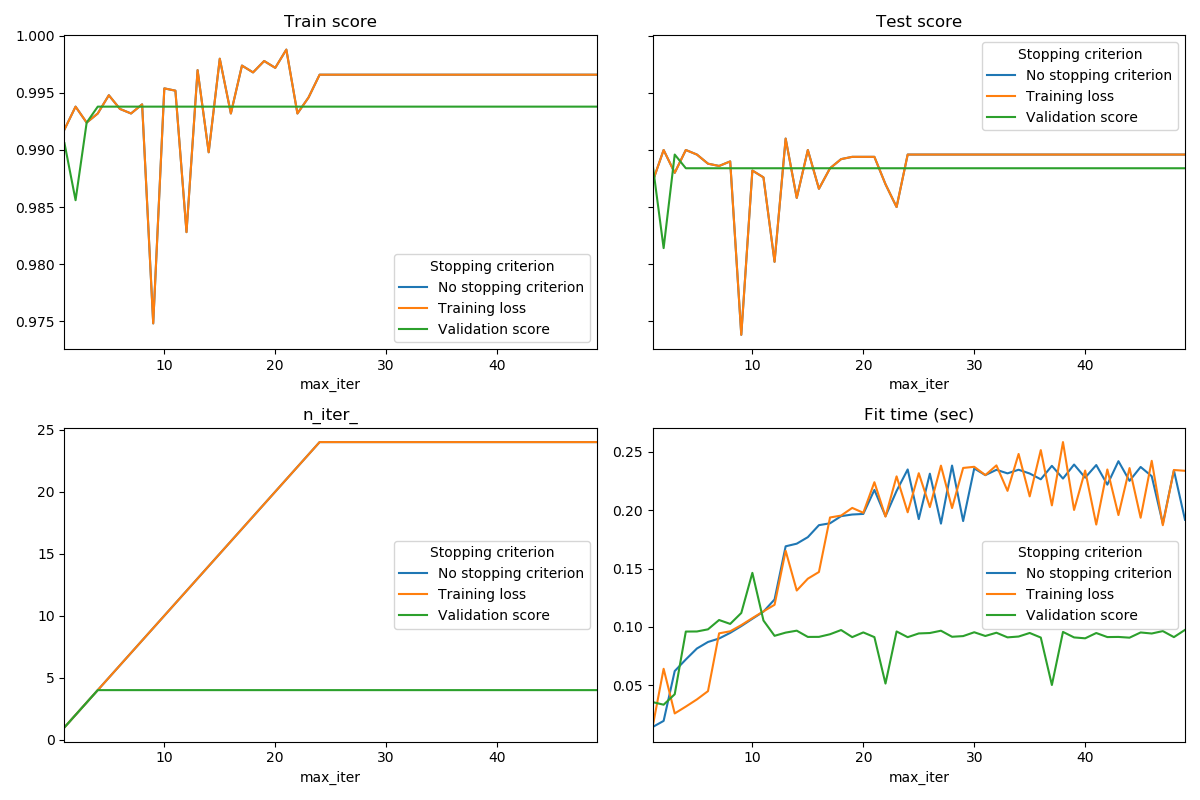 Train score
1.000
0.995
0.990
0.985
0.980
0.975
Stopping criterion
No stopping criterion
Training loss
Validation score
10 20 30 40
max_iter
Test score
Stopping criterion
No stopping criterion
Training loss
Validation score
10 20 30 40
max_iter
n_iter_
25
20
15
10
5
0
Stopping criterion
No stopping criterion
Training loss
Validation score
10 20 30 40
max_iter
Fit time (sec)
0.25
0.20
0.15
0.10
0.05
Stopping criterion
No stopping criterion
Training loss
Validation score
10 20 30 40
max_iter